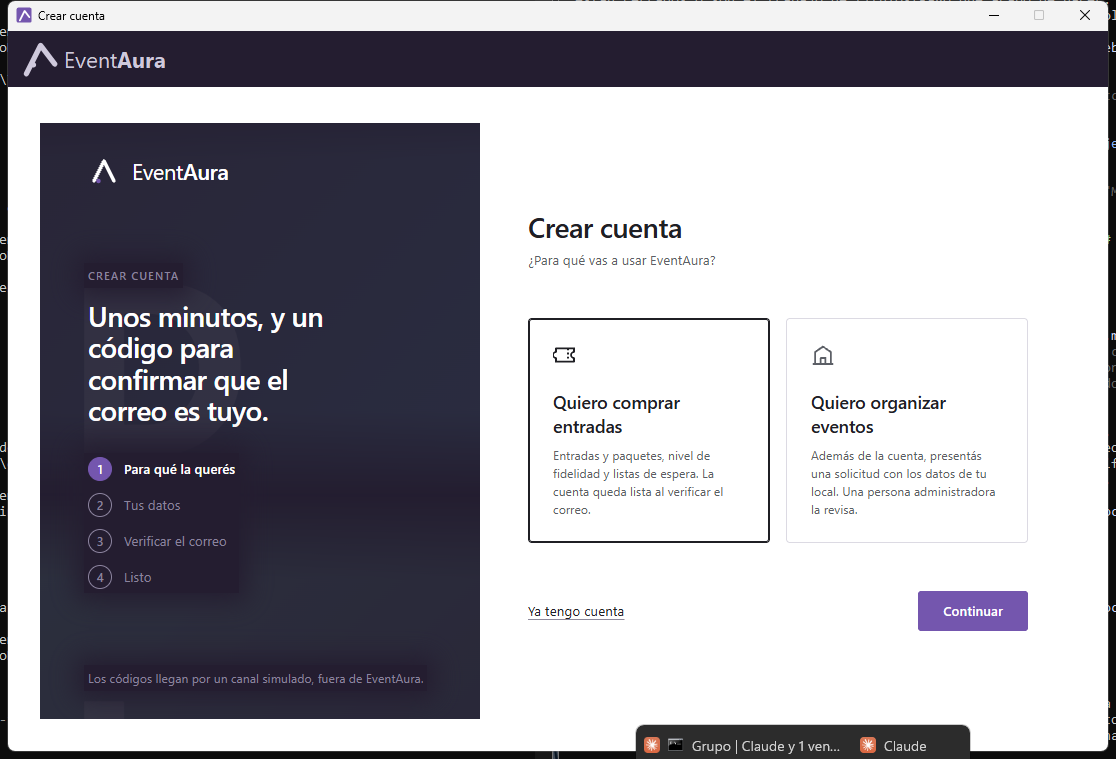 Crear cuenta
EventAura
EventAura
CREAR CUENTA
Unos minutos, y un
código para
confirmar que el
correo es tuyo.
1 Para qué la querés
2 Tus datos
3 Verificar el correo
4 Listo
Los códigos llegan por un canal simulado, fuera de EventAura.
Crear cuenta
¿Para qué vas a usar EventAura?
Quiero comprar
entradas
Entradas y paquetes, nivel de
fidelidad y listas de espera. La
cuenta queda lista al verificar el
correo.
Quiero organizar
eventos
Además de la cuenta, presentás
una solicitud con los datos de tu
local. Una persona administradora
la revisa.
Ya tengo cuenta
Continuar
Grupo | Claude y 1 ven...
Claude